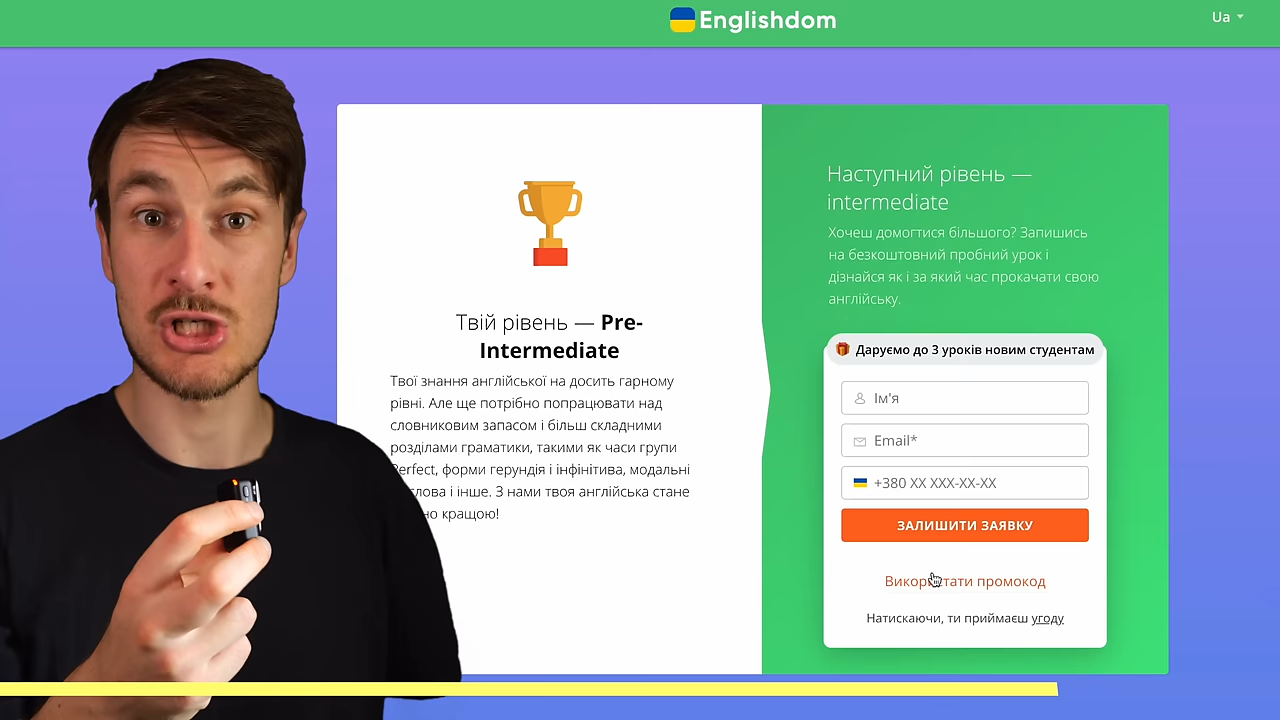 Englishdom
Ua
Твій рівень — Pre-
Intermediate
Твої знання англійської на досить гарному
рівні. Але ще потрібно попрацювати над
словниковим запасом і більш складними
розділами граматики, такими як часи групи
Perfect, форми герундія і інфінітива, модальні
і інше. З нами твоя англійська стане
кращою!
Наступний рівень —
intermediate
Хочеш домогтися більшого? Запишись
на безкоштовний пробний урок і
дізнайся як і за який час прокачати свою
англійську.
Даруємо до 3 уроків новим студентам
Ім'я
Email*
+380 XX XXX-XX-XX
ЗАЛИШИТИ ЗАЯВКУ
Використати промокод
Натискаючи, ти приймаєш угоду